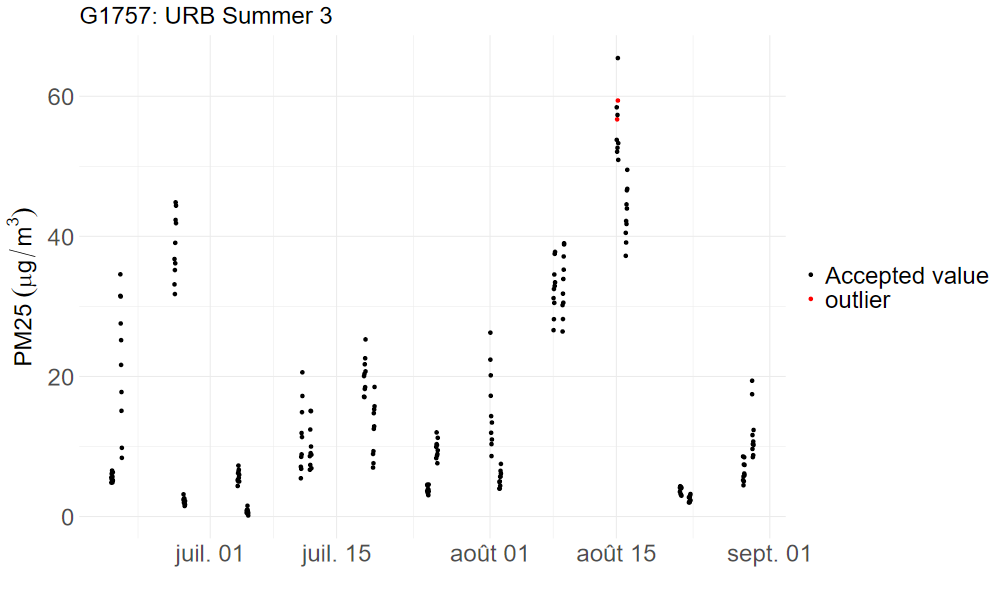 G1757: URB Summer 3
60
40
20
0
PM25 (μg/m³)
juil. 01
juil. 15
août 01
août 15
sept. 01
Accepted value
outlier